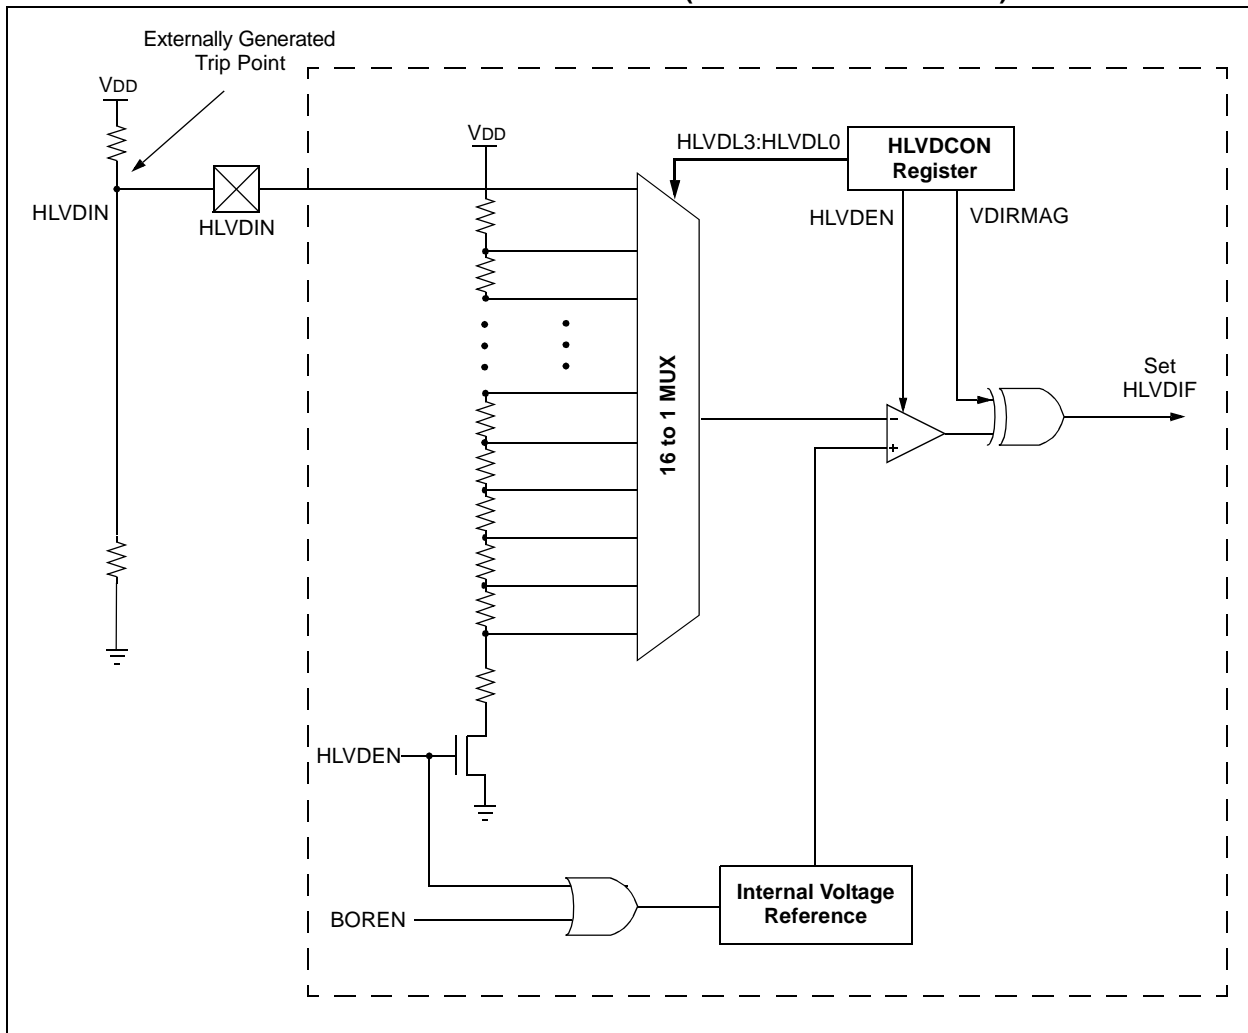 Externally Generated
Trip Point
VDD
VDD
HLVDL3:HLVDL0
HLVDCON
Register
HLVDIN
HLVDIN
HLVDEN
VDIRMAG
16 to 1 MUX
Set
HLVDIF
–
+
HLVDEN
BOREN
Internal Voltage
Reference